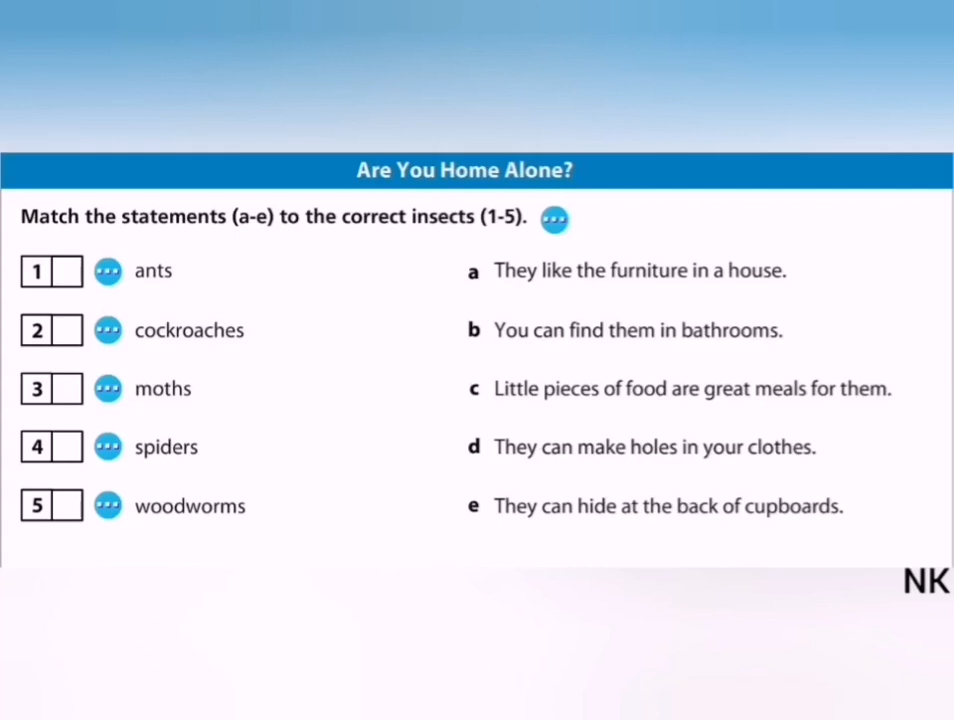 Are You Home Alone?
Match the statements (a-e) to the correct insects (1-5).
1 ants
a They like the furniture in a house.
2 cockroaches
b You can find them in bathrooms.
3 moths
c Little pieces of food are great meals for them.
4 spiders
d They can make holes in your clothes.
5 woodworms
e They can hide at the back of cupboards.
NK